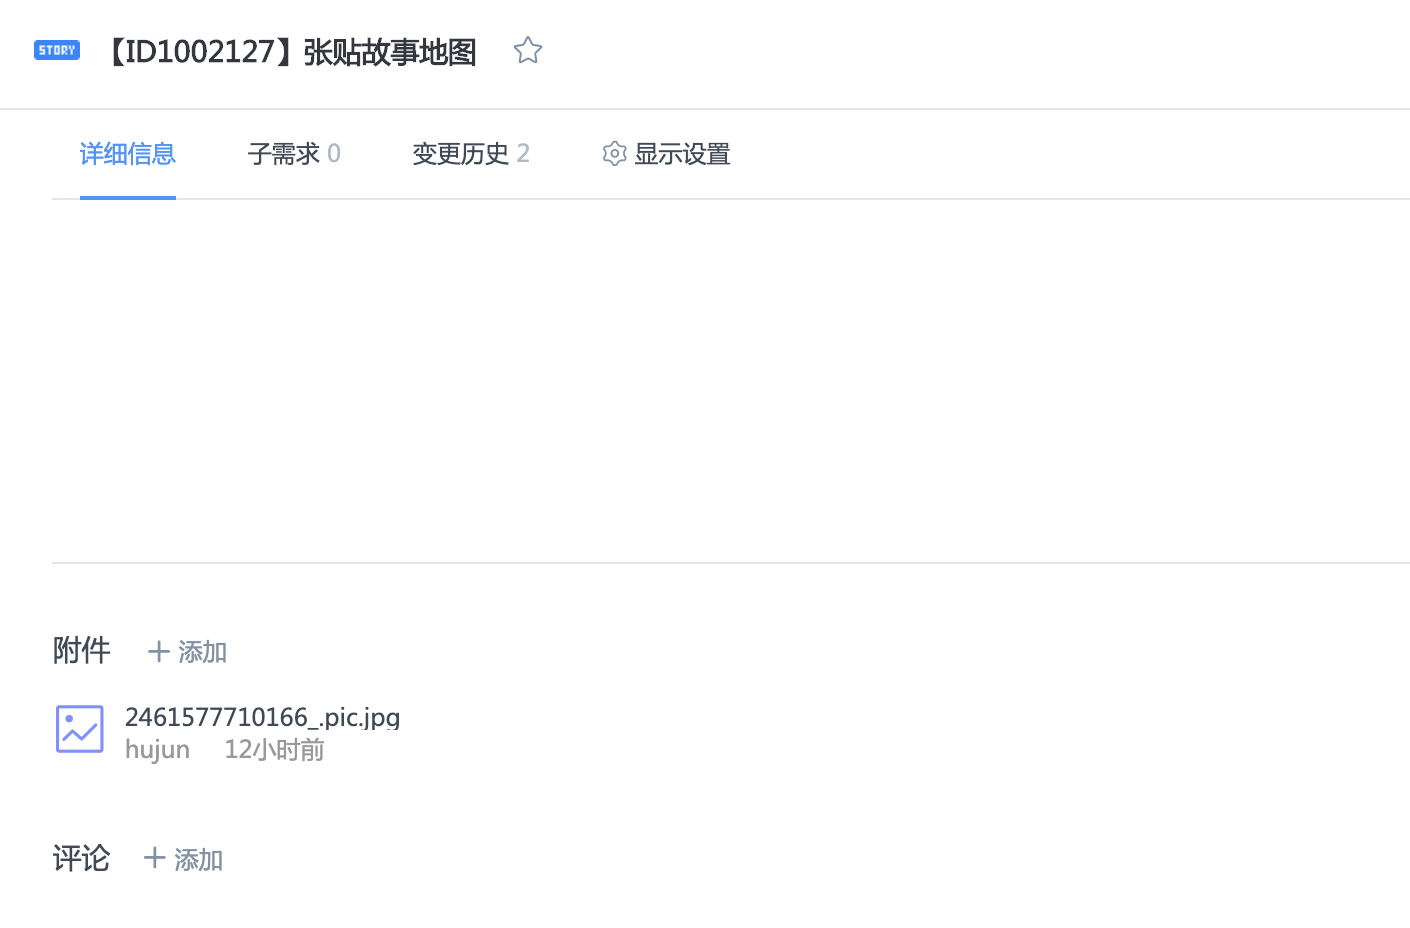 STORY 【ID1002127】张贴故事地图
详细信息 子需求 0 变更历史 2 显示设置
附件 + 添加
2461577710166_.pic.jpg
hujun 12小时前
评论 + 添加